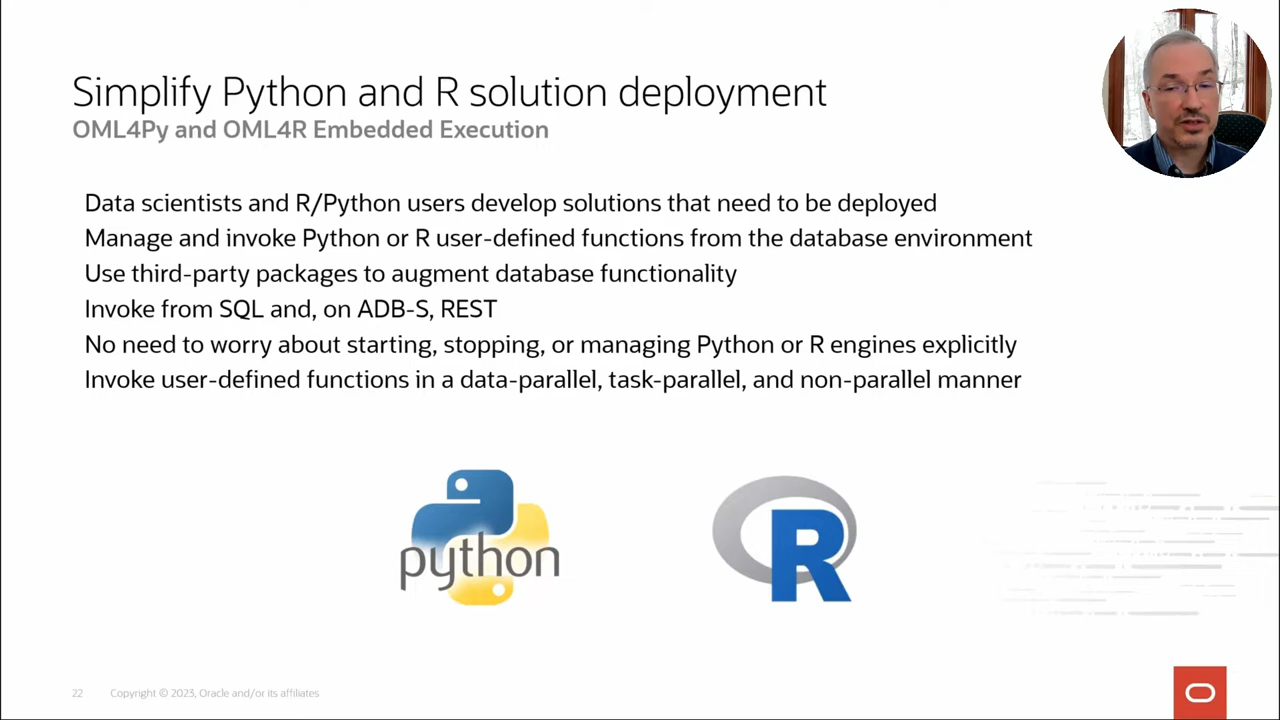 Simplify Python and R solution deployment
OML4Py and OML4R Embedded Execution
Data scientists and R/Python users develop solutions that need to be deployed
Manage and invoke Python or R user-defined functions from the database environment
Use third-party packages to augment database functionality
Invoke from SQL and, on ADB-S, REST
No need to worry about starting, stopping, or managing Python or R engines explicitly
Invoke user-defined functions in a data-parallel, task-parallel, and non-parallel manner
python
R
22 Copyright © 2023, Oracle and/or its affiliates